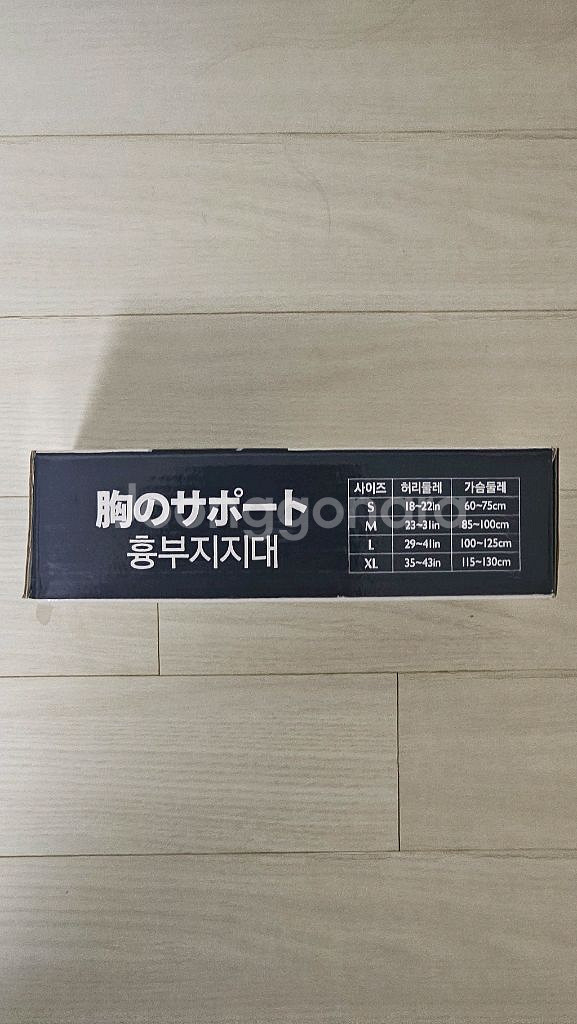 胸のサポート
흉부지지대
사이즈 허리둘레 가슴둘레
S 18~22in 60~75cm
M 23~31in 85~100cm
L 29~41in 100~125cm
XL 35~43in 115~130cm
joonggonara